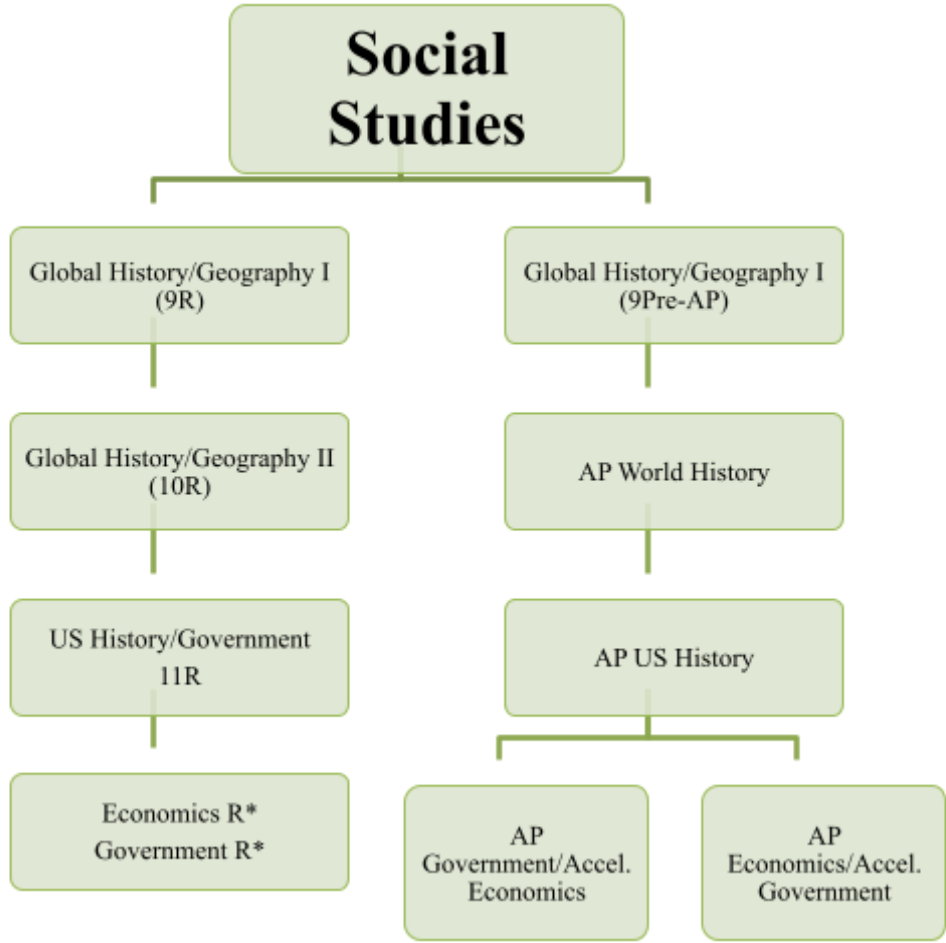 Social
Studies
Global History/Geography I
(9R)
Global History/Geography I
(9Pre-AP)
Global History/Geography II
(10R)
AP World History
US History/Government
11R
AP US History
Economics R*
Government R*
AP
Government/Accel.
Economics
AP
Economics/Accel.
Government